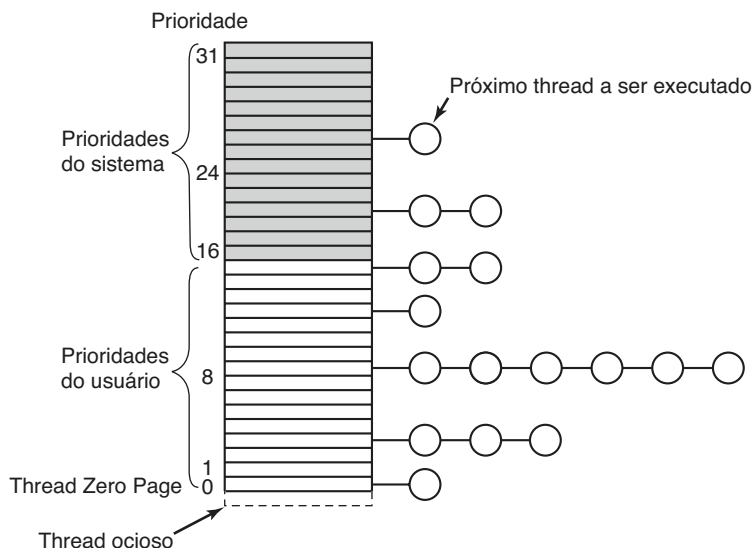 Prioridade
31
Próximo thread a ser executado
Prioridades
do sistema
24
16
Prioridades
do usuário
8
1
Thread Zero Page
0
Thread ocioso